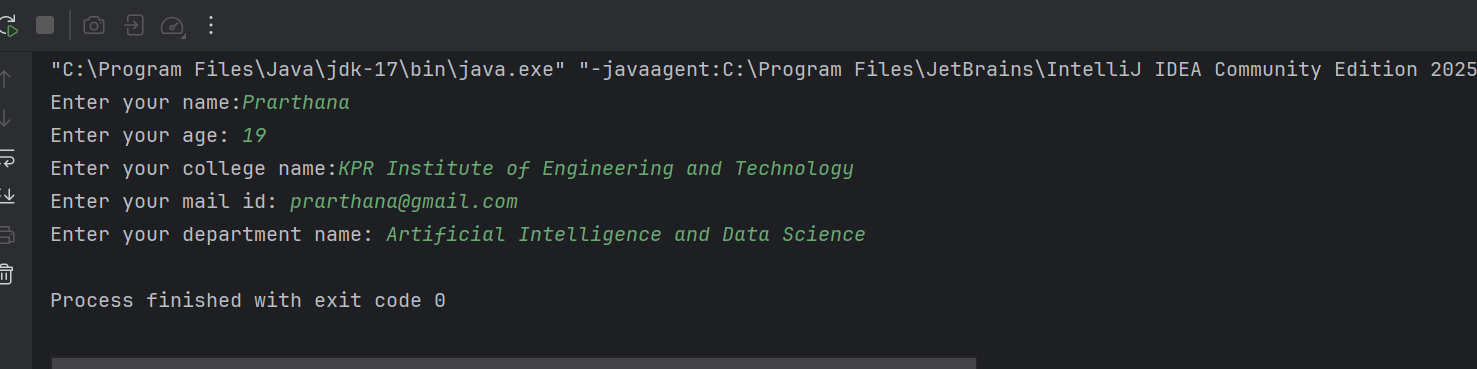 "C:\Program Files\Java\jdk-17\bin\java.exe" "-javaagent:C:\Program Files\JetBrains\IntelliJ IDEA Community Edition 2025
Enter your name:Prarthana
Enter your age: 19
Enter your college name:KPR Institute of Engineering and Technology
Enter your mail id: prarthana@gmail.com
Enter your department name: Artificial Intelligence and Data Science
Process finished with exit code 0